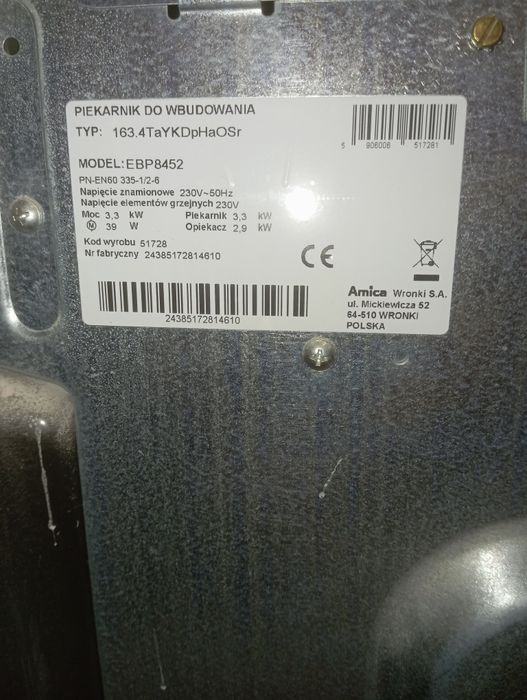 PIEKARNIK DO WBUDOWANIA
TYP: 163.4TaYKDpHaOSr
5 906006 517281
MODEL: EBP8452
PN-EN60 335-1/2-6
Napięcie znamionowe 230V~50Hz
Napięcie elementów grzejnych 230V
Moc 3,3 kW Piekarnik 3,3 kW
M 39 W Opiekacz 2,9 kW
Kod wyrobu 51728
Nr fabryczny 24385172814610
CE
24385172814610
Amica Wronki S.A.
ul. Mickiewicza 52
64-510 WRONKI
POLSKA